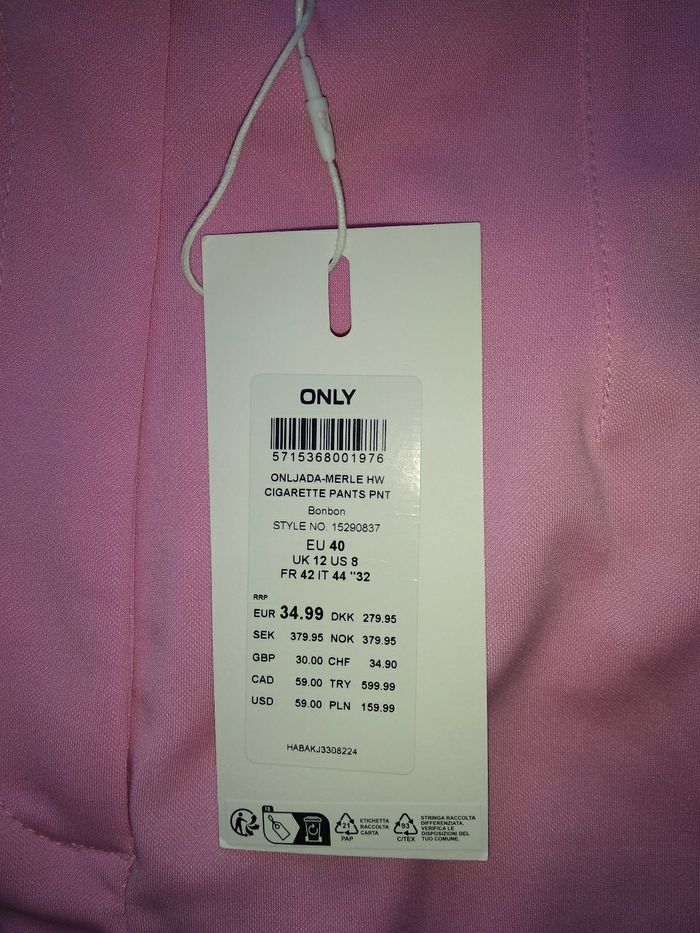 ONLY
5715368001976
ONLJADA-MERLE HW
CIGARETTE PANTS PNT
Bonbon
STYLE NO. 15290837
EU 40
UK 12 US 8
FR 42 IT 44 "32
RRP
EUR 34.99 DKK 279.95
SEK 379.95 NOK 379.95
GBP 30.00 CHF 34.90
CAD 59.00 TRY 599.99
USD 59.00 PLN 159.99
HABAKJ3308224
FR
21
PAP
ETICHETTA
RACCOLTA
CARTA
93
C/TEX
STRINGA RACCOLTA
DIFFERENZIATA.
VERIFICA LE
DISPOSIZIONI DEL
TUO COMUNE.